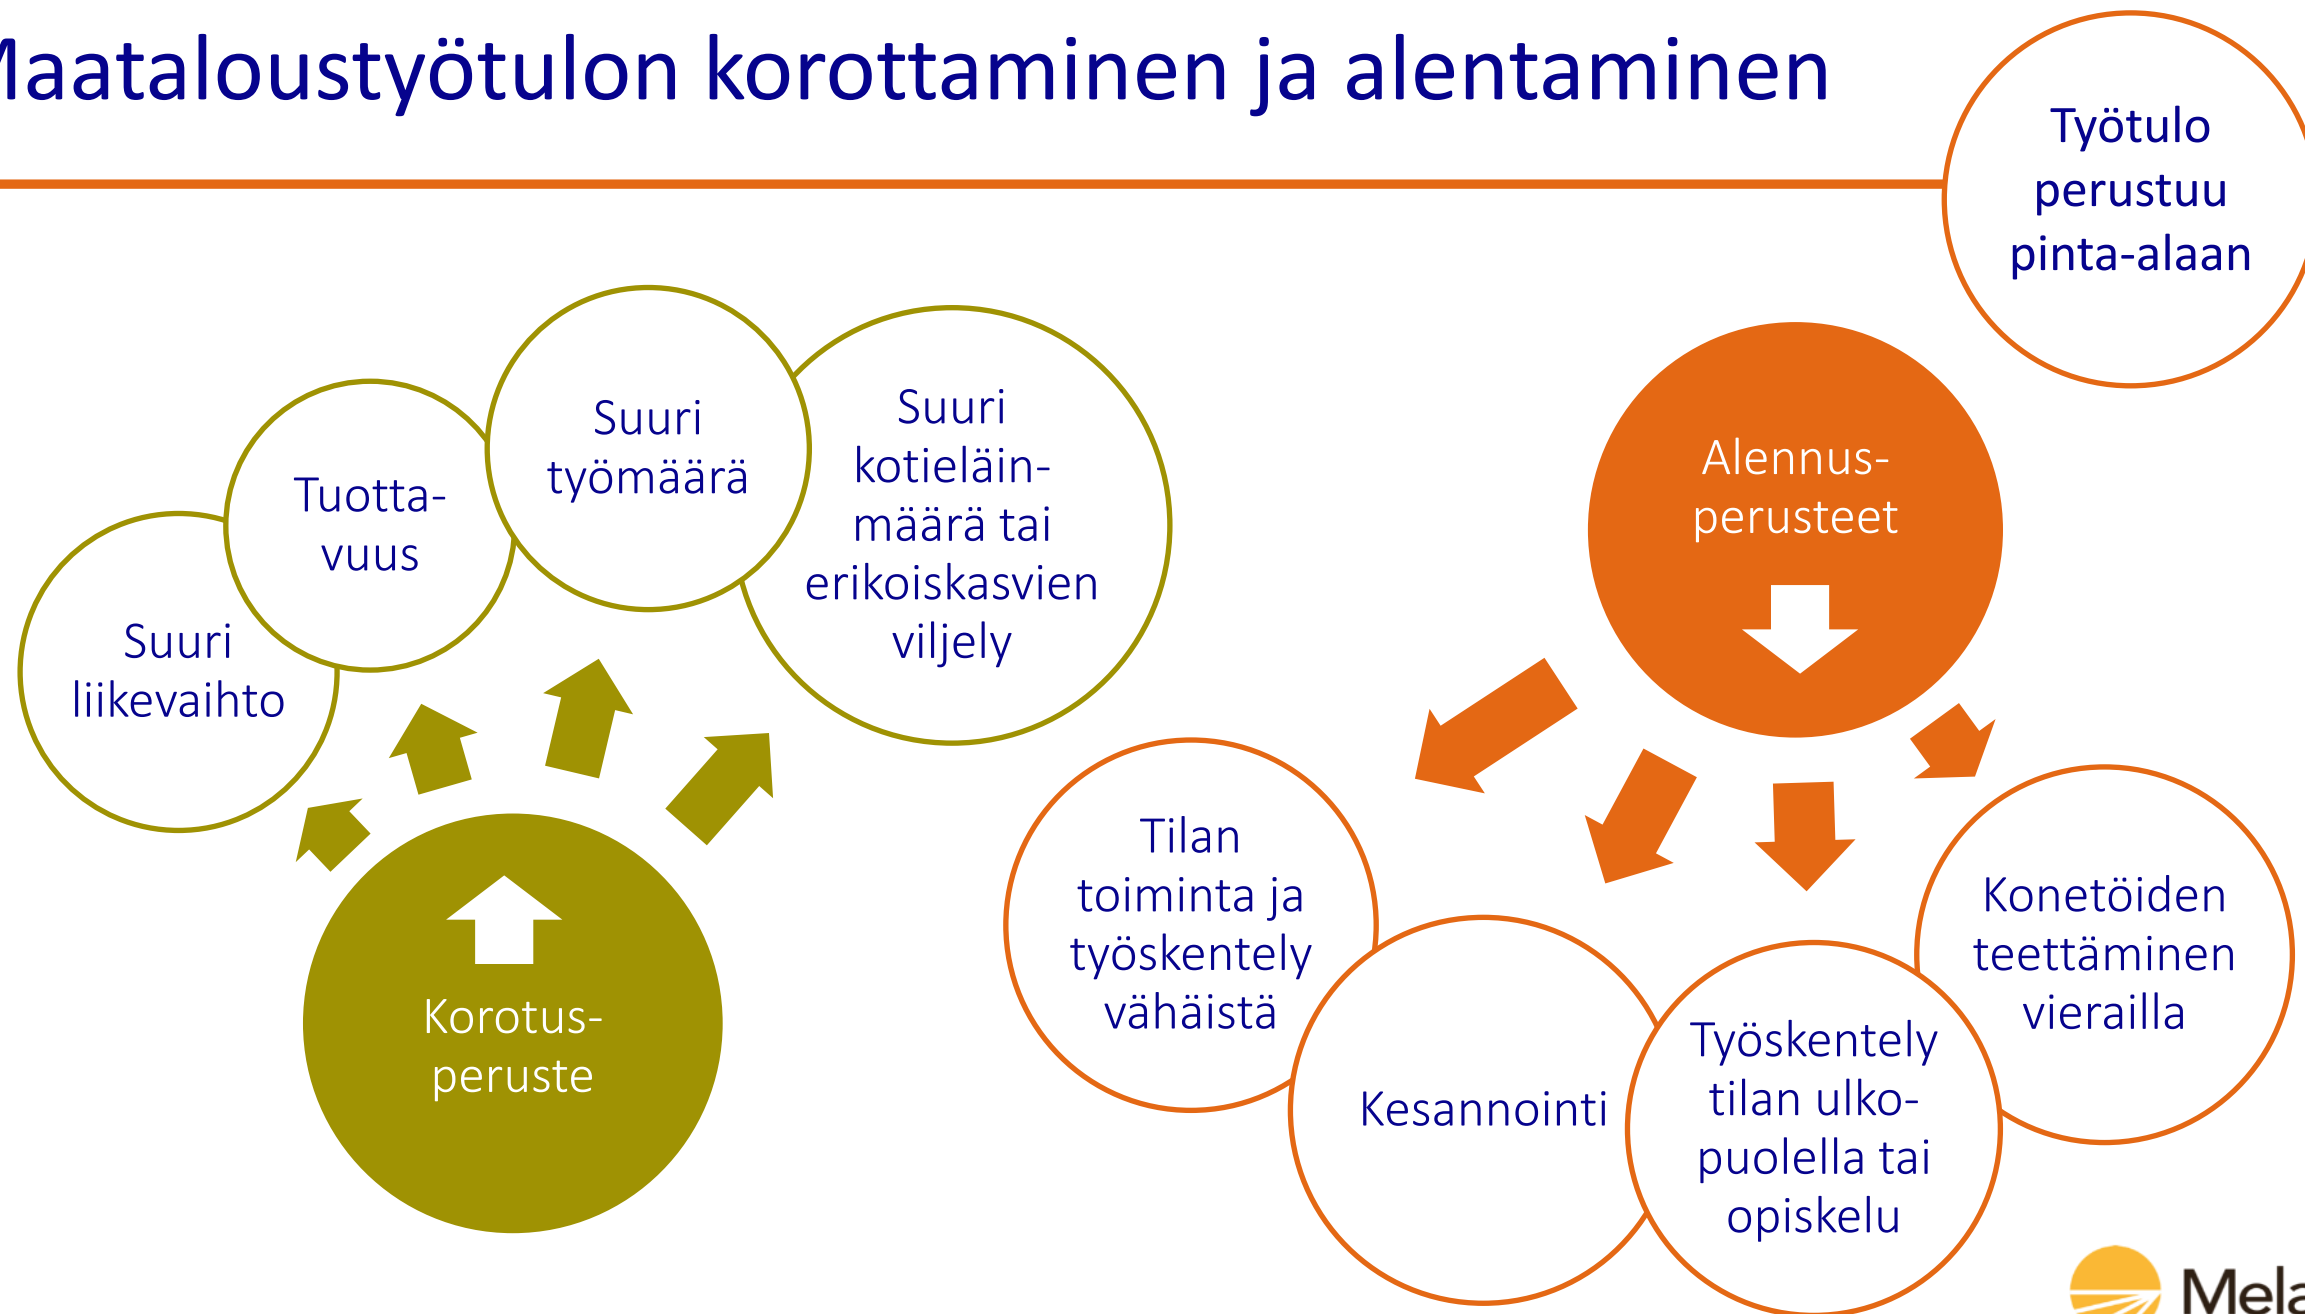 Maataloustyötulon korottaminen ja alentaminen
Työtulo
perustuu
pinta-alaan
Suuri
liikevaihto
Tuotta-
vuus
Suuri
työmäärä
Suuri
kotieläin-
määrä tai
erikoiskasvien
viljely
Korotus-
peruste
Alennus-
perusteet
Tilan
toiminta ja
työskentely
vähäistä
Kesannointi
Työskentely
tilan ulko-
puolella tai
opiskelu
Konetöiden
teettäminen
vierailla
Mela